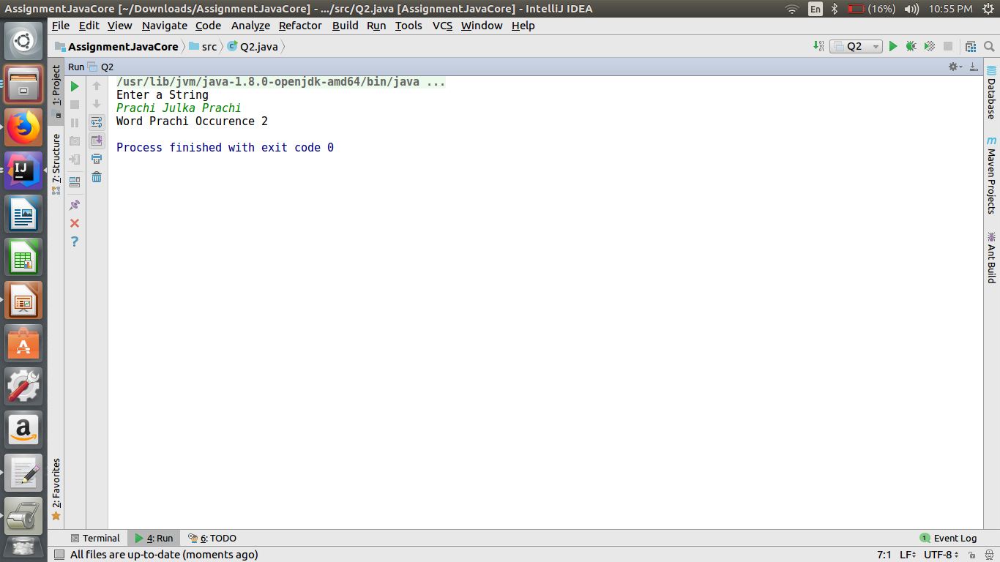 AssignmentJavaCore [~/Downloads/AssignmentJavaCore] - .../src/Q2.java [AssignmentJavaCore] - IntelliJ IDEA
En
(16%)
10:55 PM
File Edit View Navigate Code Analyze Refactor Build Run Tools VCS Window Help
AssignmentJavaCore
src
Q2.java
Q2
Run
Q2
/usr/lib/jvm/java-1.8.0-openjdk-amd64/bin/java ...
Enter a String
Prachi Julka Prachi
Word Prachi Occurence 2
Process finished with exit code 0
1: Project
7: Structure
2: Favorites
IJ
a
Database
m
Maven Projects
Ant Build
Terminal
4: Run
6: TODO
1
Event Log
All files are up-to-date (moments ago)
7:1
LF
UTF-8